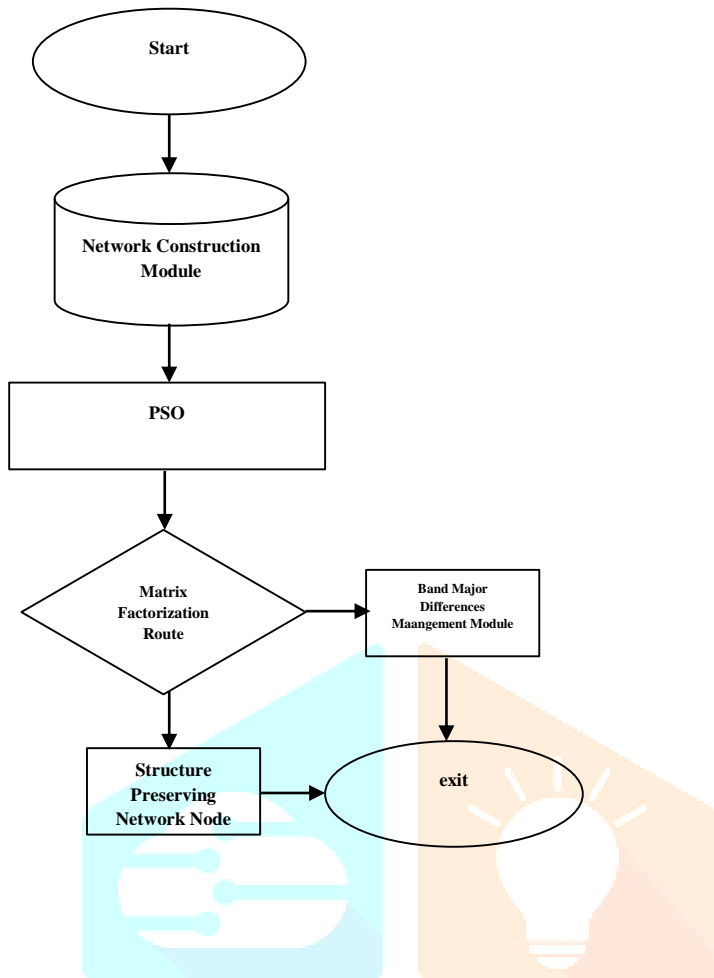 Start
Network Construction
Module
PSO
Matrix
Factorization
Route
Band Major
Differences
Maangement Module
Structure
Preserving
Network Node
exit